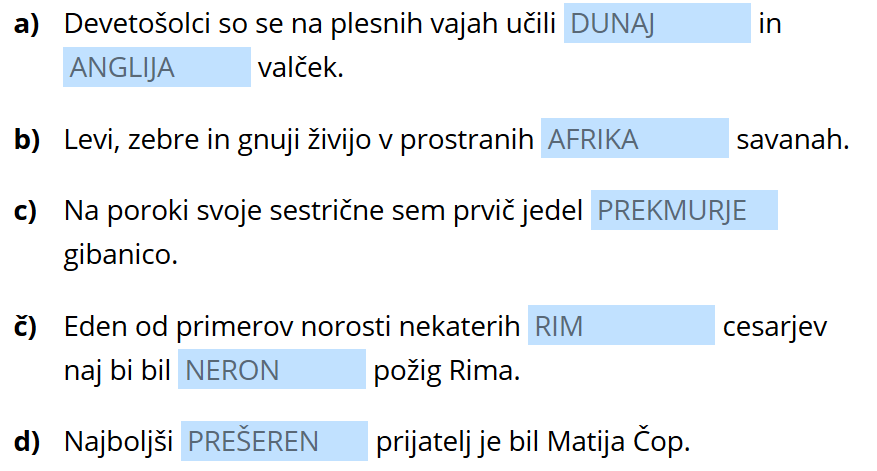 a) Devetošolci so se na plesnih vajah učili DUNAJ in
ANGLIJA valček.
b) Levi, zebre in gnuji živijo v prostranih AFRIKA savanah.
c) Na poroki svoje sestrične sem prvič jedel PREKMURJE
gibanico.
č) Eden od primerov norosti nekaterih RIM cesarjev
naj bi bil NERON požig Rima.
d) Najboljši PREŠEREN prijatelj je bil Matija Čop.